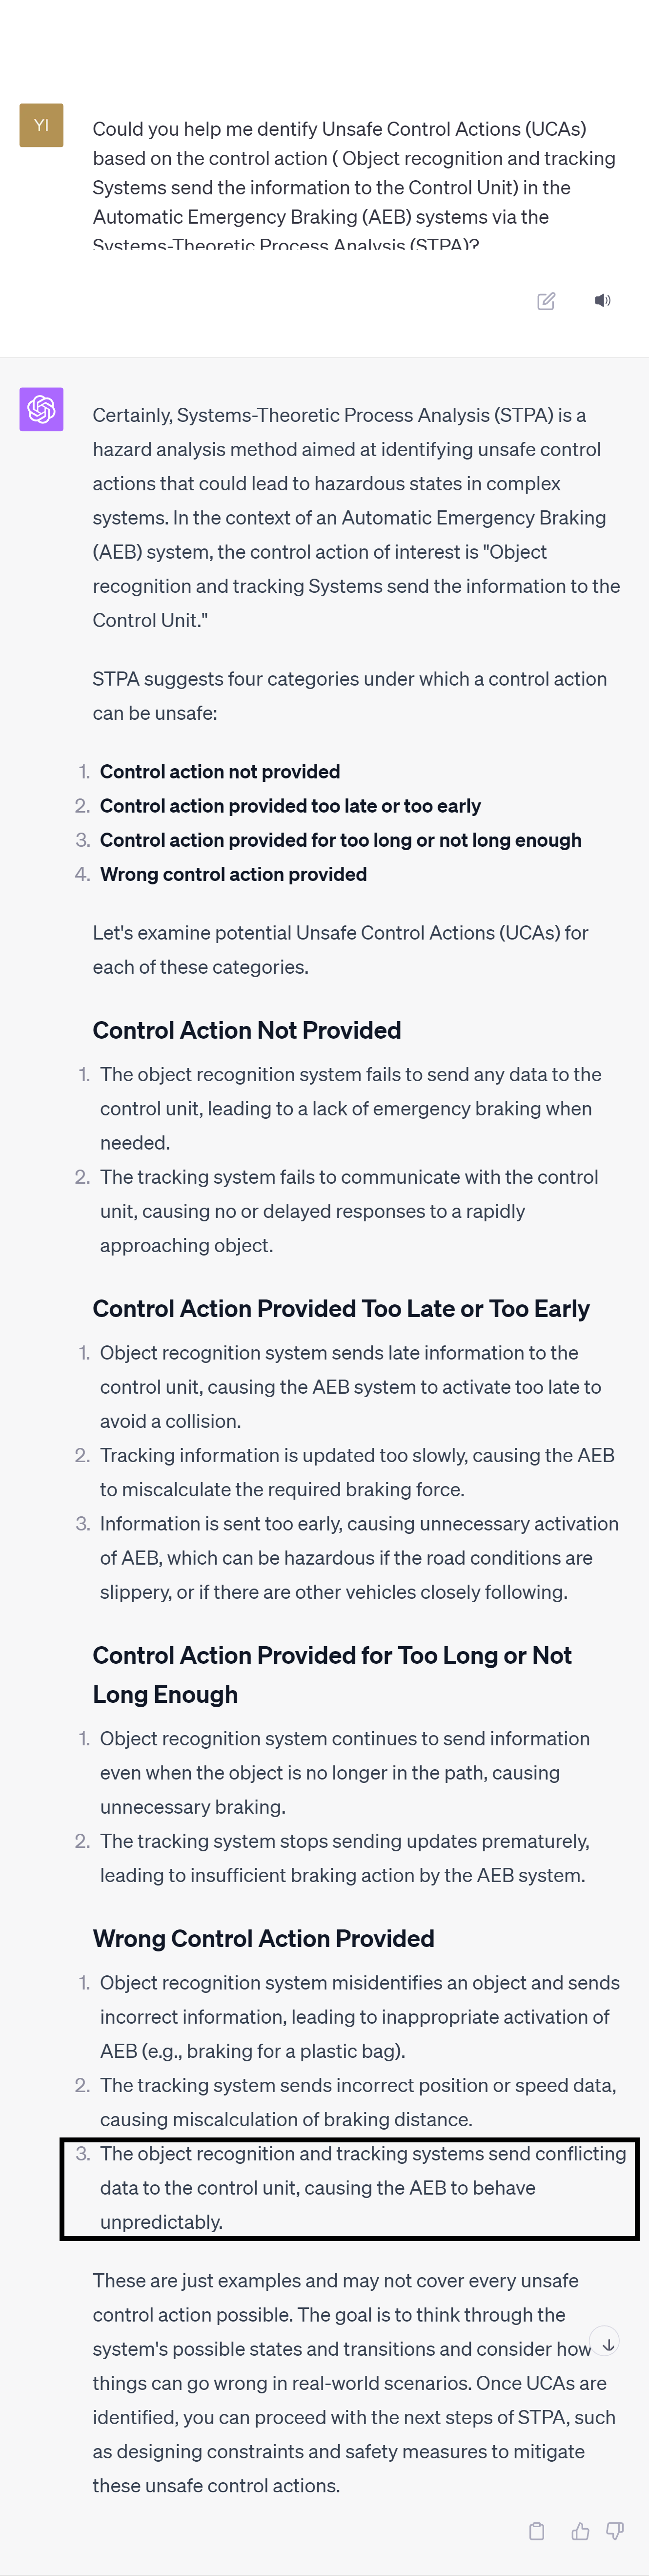 YI
Could you help me dentify Unsafe Control Actions (UCAs)
based on the control action ( Object recognition and tracking
Systems send the information to the Control Unit) in the
Automatic Emergency Braking (AEB) systems via the
Systems-Theoretic Process Analysis (STPA)?
Certainly, Systems-Theoretic Process Analysis (STPA) is a
hazard analysis method aimed at identifying unsafe control
actions that could lead to hazardous states in complex
systems. In the context of an Automatic Emergency Braking
(AEB) system, the control action of interest is "Object
recognition and tracking Systems send the information to the
Control Unit."
STPA suggests four categories under which a control action
can be unsafe:
1. Control action not provided
2. Control action provided too late or too early
3. Control action provided for too long or not long enough
4. Wrong control action provided
Let's examine potential Unsafe Control Actions (UCAs) for
each of these categories.
Control Action Not Provided
1. The object recognition system fails to send any data to the
control unit, leading to a lack of emergency braking when
needed.
2. The tracking system fails to communicate with the control
unit, causing no or delayed responses to a rapidly
approaching object.
Control Action Provided Too Late or Too Early
1. Object recognition system sends late information to the
control unit, causing the AEB system to activate too late to
avoid a collision.
2. Tracking information is updated too slowly, causing the AEB
to miscalculate the required braking force.
3. Information is sent too early, causing unnecessary activation
of AEB, which can be hazardous if the road conditions are
slippery, or if there are other vehicles closely following.
Control Action Provided for Too Long or Not
Long Enough
1. Object recognition system continues to send information
even when the object is no longer in the path, causing
unnecessary braking.
2. The tracking system stops sending updates prematurely,
leading to insufficient braking action by the AEB system.
Wrong Control Action Provided
1. Object recognition system misidentifies an object and sends
incorrect information, leading to inappropriate activation of
AEB (e.g., braking for a plastic bag).
2. The tracking system sends incorrect position or speed data,
causing miscalculation of braking distance.
3. The object recognition and tracking systems send conflicting
data to the control unit, causing the AEB to behave
unpredictably.
These are just examples and may not cover every unsafe
control action possible. The goal is to think through the
system's possible states and transitions and consider how
things can go wrong in real-world scenarios. Once UCAs are
identified, you can proceed with the next steps of STPA, such
as designing constraints and safety measures to mitigate
these unsafe control actions.